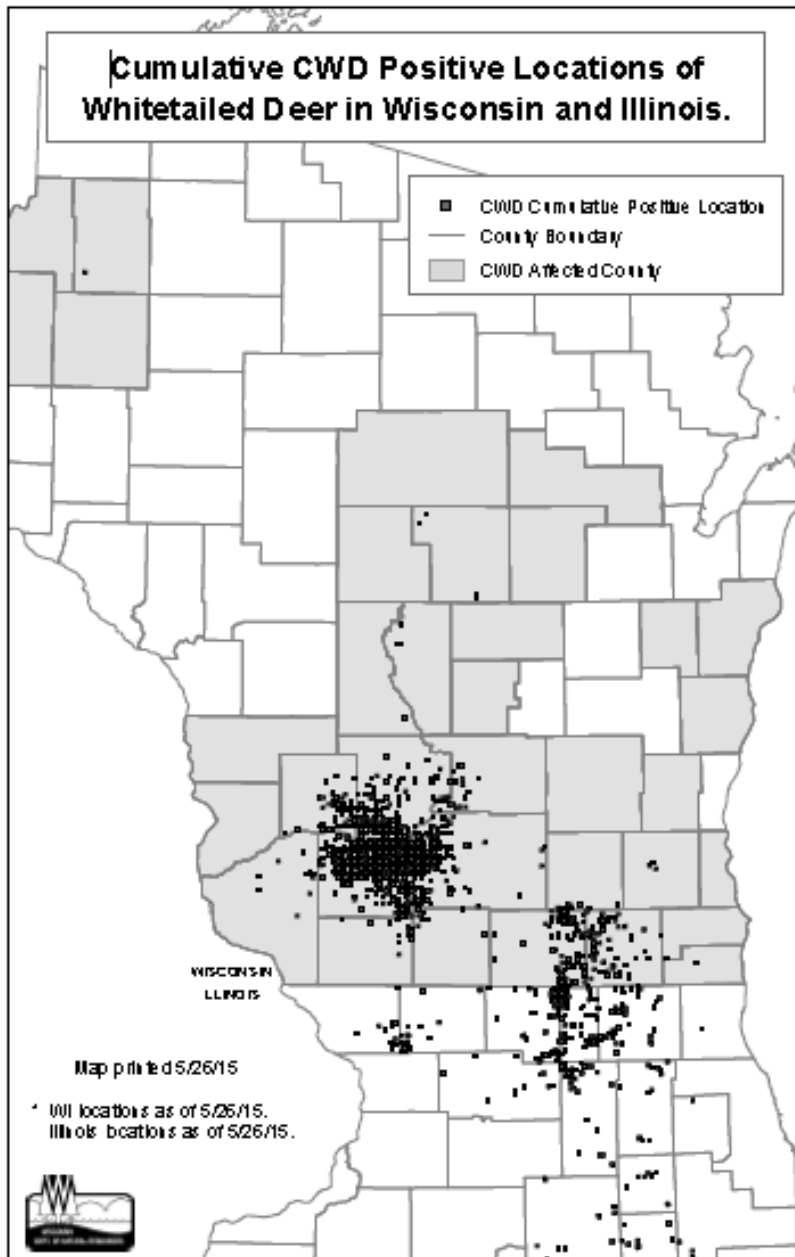 Cumulative CWD Positive Locations of
Whitetailed Deer in Wisconsin and Illinois.
CWD Cumulative Positive Location
County Boundary
CWD Affected County
WISCONSIN
ILLINOIS
Map printed 5/26/15
* WI locations as of 5/26/15.
Illinois locations as of 5/26/15.